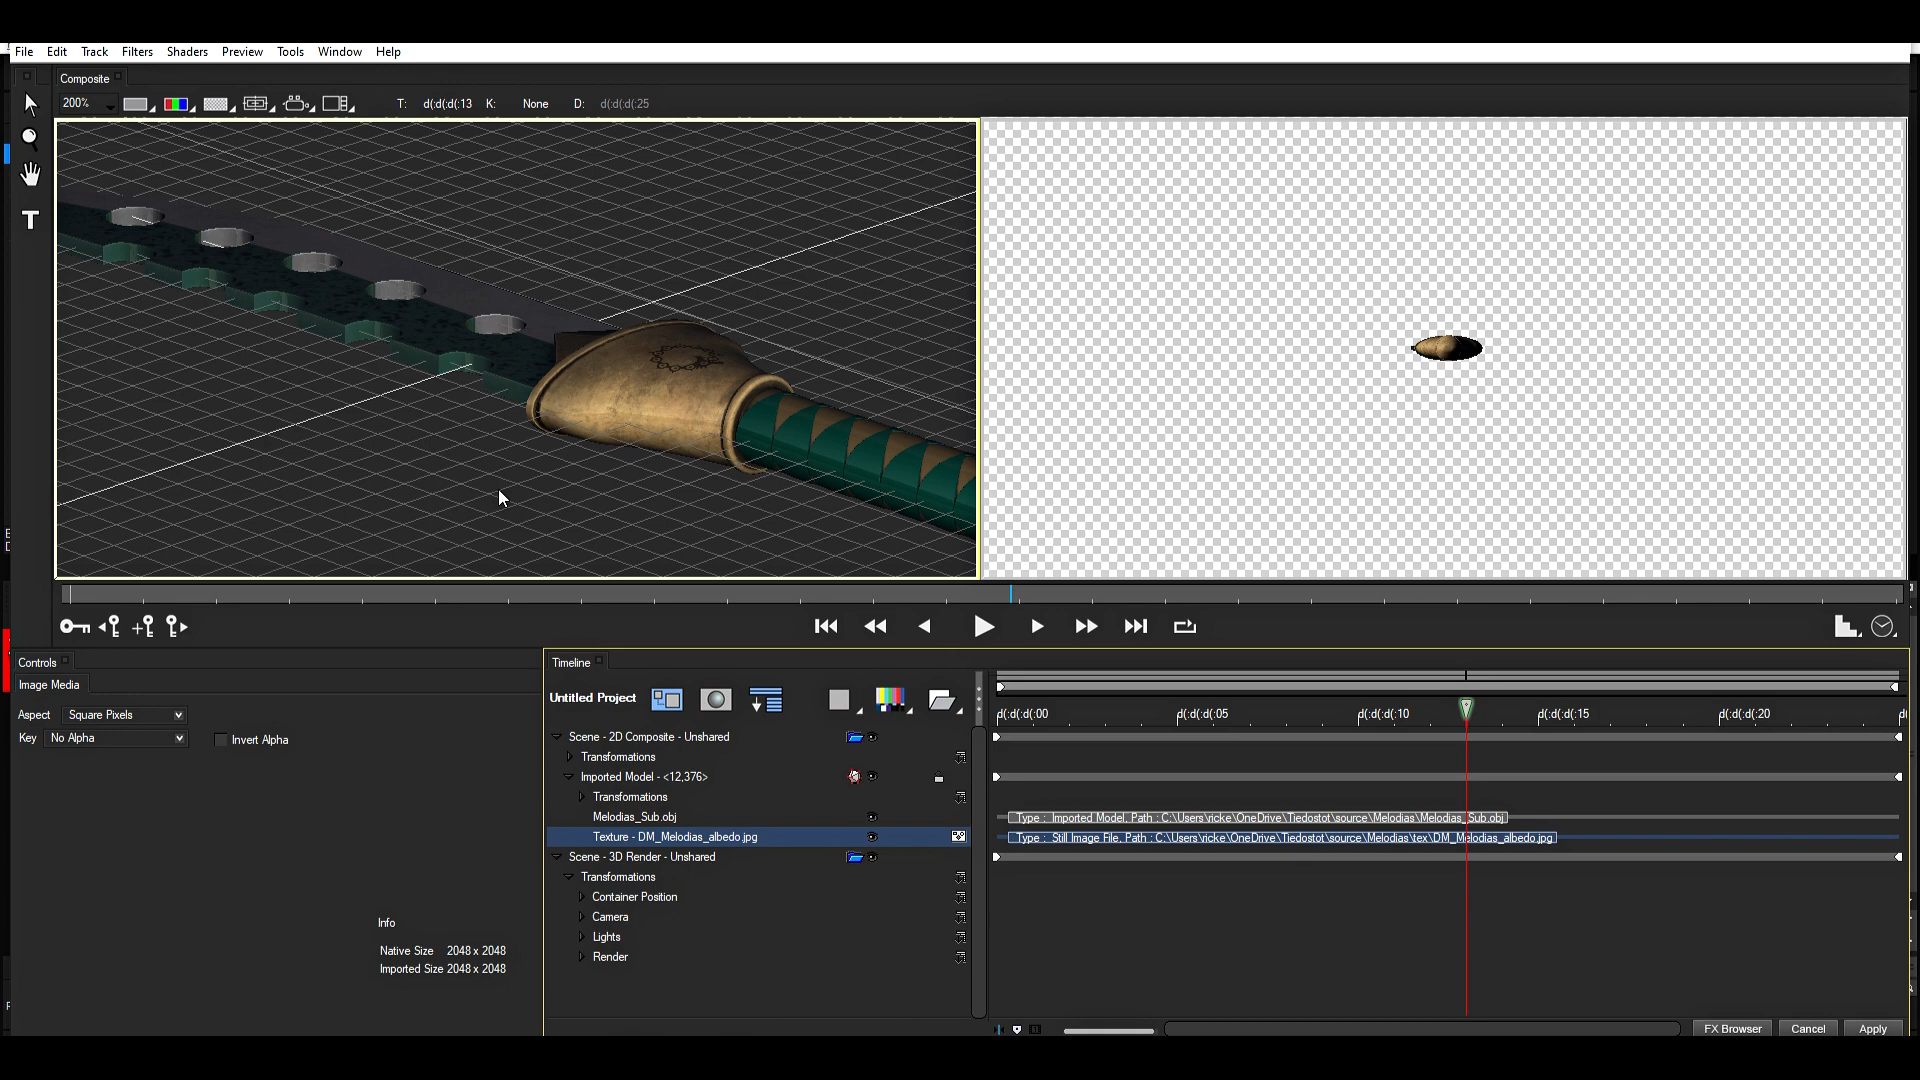 File Edit Track Filters Shaders Preview Tools Window Help
Composite
200% T: d(:d(:d(:13 K: None D: d(:d(:d(:25
T
Controls
Timeline
Image Media
Untitled Project
Aspect Square Pixels
d(:d(:d(:00 d(:d(:d(:05 d(:d(:d(:10 d(:d(:d(:15 d(:d(:d(:20
Key No Alpha Invert Alpha
Scene - 2D Composite - Unshared
Transformations
Imported Model - <12,376>
Transformations
Melodias_Sub.obj
Type : Imported Model, Path : C:\Users\ricke\OneDrive\Tiedostot\source\Melodias\Melodias_Sub.obj
Texture - DM_Melodias_albedo.jpg
Type : Still Image File, Path : C:\Users\ricke\OneDrive\Tiedostot\source\Melodias\tex\DM_Melodias_albedo.jpg
Scene - 3D Render - Unshared
Transformations
Container Position
Camera
Lights
Render
Info
Native Size 2048 x 2048
Imported Size 2048 x 2048
FX Browser Cancel Apply